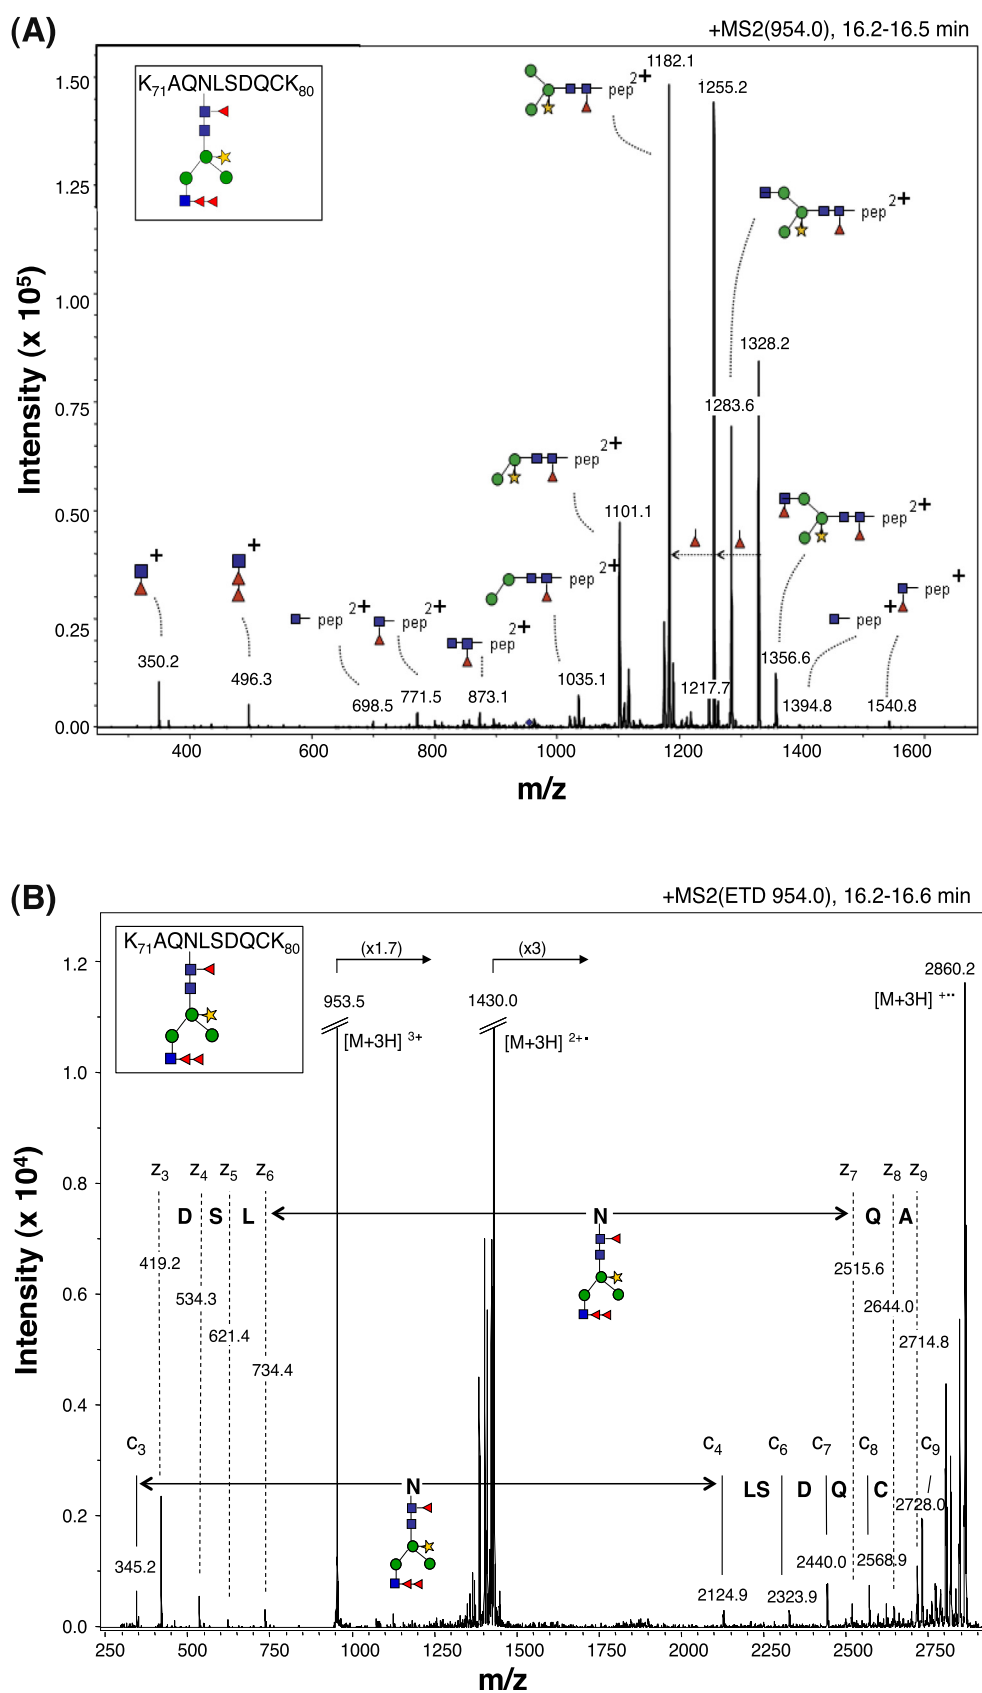 (A)
+MS2(954.0), 16.2-16.5 min
K71AQNLSDQCK80
1182.1
1255.2
pep 2+
pep 2+
1328.2
1283.6
pep 2+
1101.1
pep 2+
pep 2+
+
+
pep 2+
pep 2+
pep 2+
pep +
pep +
350.2
496.3
698.5
771.5
873.1
1035.1
1217.7
1356.6
1394.8
1540.8
1.50
1.25
1.00
0.75
0.50
0.25
0.00
Intensity (x 105)
400 600 800 1000 1200 1400 1600
m/z
(B)
+MS2(ETD 954.0), 16.2-16.6 min
K71AQNLSDQCK80
(x1.7)
(x3)
953.5
[M+3H] 3+
1430.0
[M+3H] 2+•
2860.2
[M+3H] +••
z3 z4 z5 z6 z7 z8 z9
D S L N Q A
419.2
534.3
621.4
734.4
2515.6
2644.0
2714.8
c3 c4 c6 c7 c8 c9
N LS D Q C
345.2
2124.9
2323.9
2440.0
2568.9
2728.0
1.2
1.0
0.8
0.6
0.4
0.2
0.0
Intensity (x 104)
250 500 750 1000 1250 1500 1750 2000 2250 2500 2750
m/z